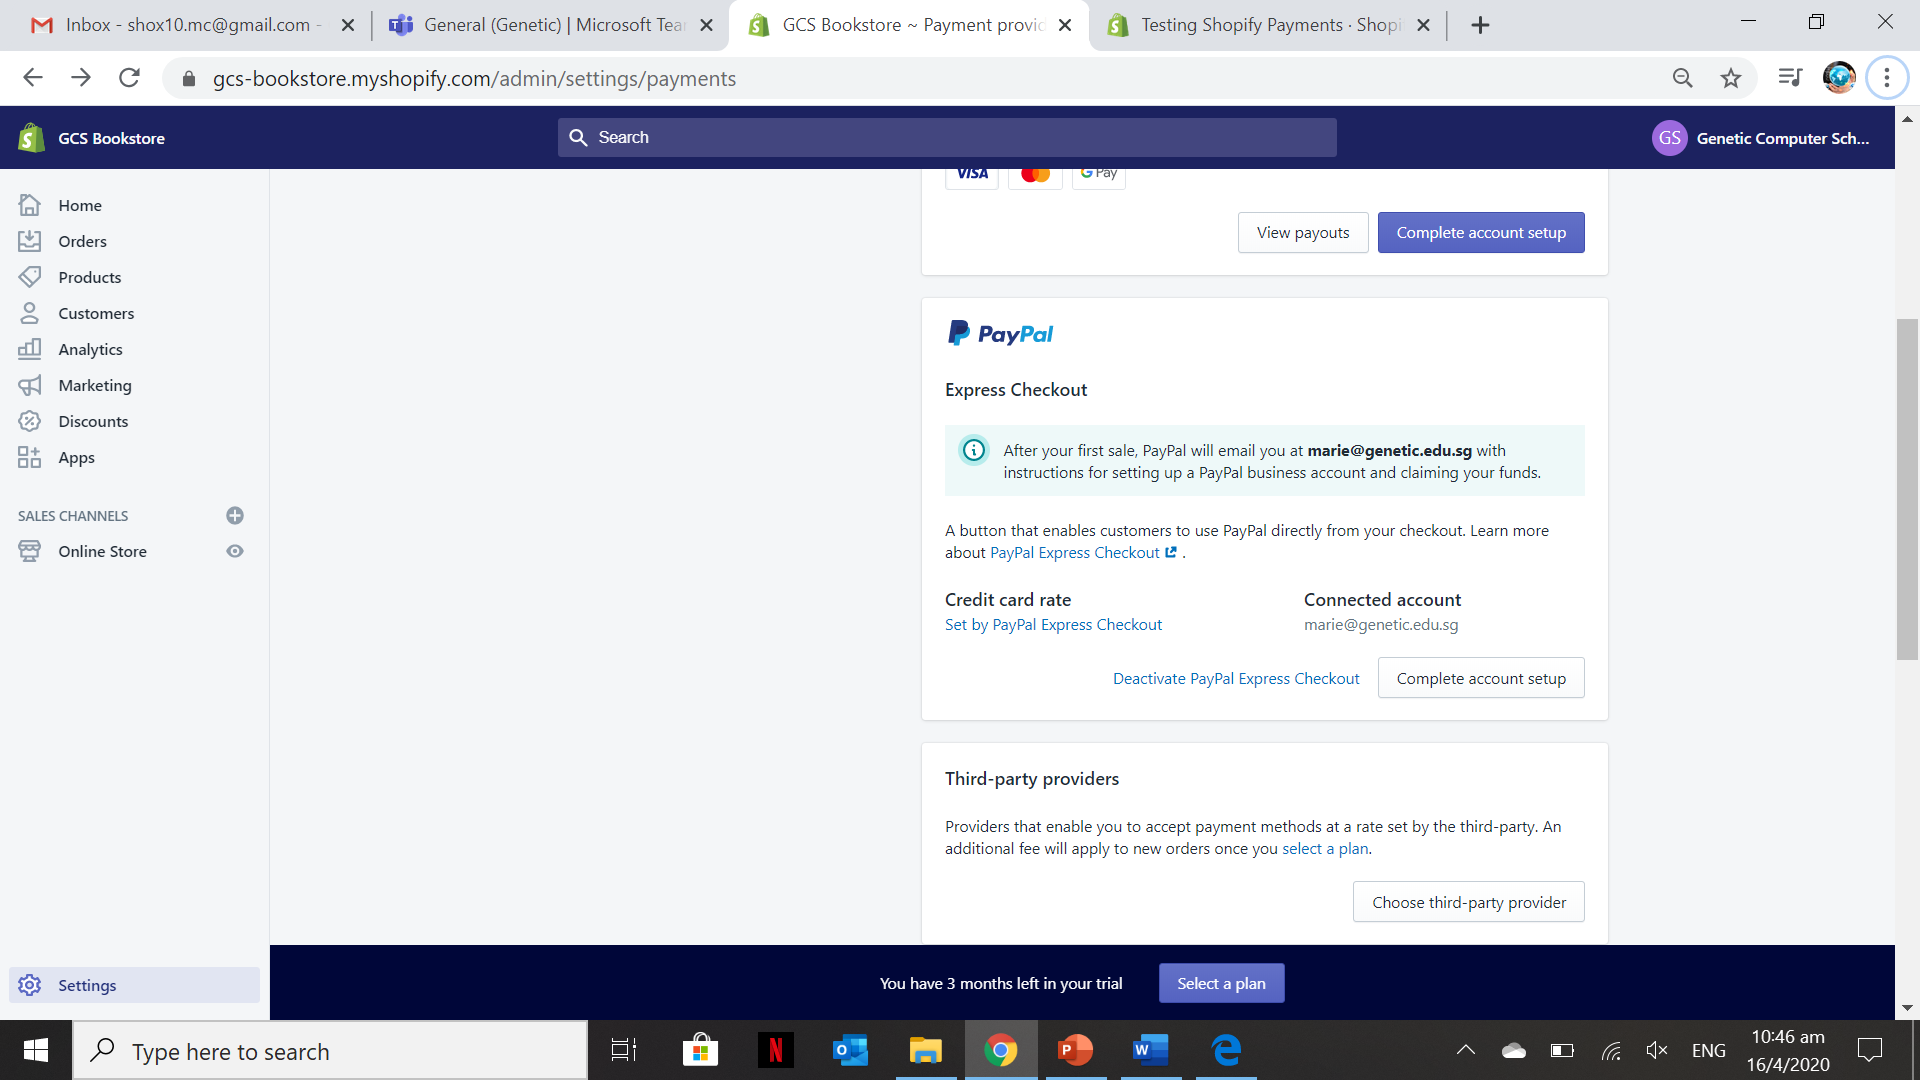 Inbox - shox10.mc@gmail.com -
General (Genetic) | Microsoft Tea
GCS Bookstore ~ Payment provid
Testing Shopify Payments · Shopi
gcs-bookstore.myshopify.com/admin/settings/payments
GCS Bookstore
Search
GS
Genetic Computer Sch...
Home
Orders
Products
Customers
Analytics
Marketing
Discounts
Apps
SALES CHANNELS
Online Store
Settings
VISA
G Pay
View payouts
Complete account setup
PayPal
Express Checkout
After your first sale, PayPal will email you at marie@genetic.edu.sg with
instructions for setting up a PayPal business account and claiming your funds.
A button that enables customers to use PayPal directly from your checkout. Learn more
about PayPal Express Checkout .
Credit card rate
Set by PayPal Express Checkout
Connected account
marie@genetic.edu.sg
Deactivate PayPal Express Checkout
Complete account setup
Third-party providers
Providers that enable you to accept payment methods at a rate set by the third-party. An
additional fee will apply to new orders once you select a plan.
Choose third-party provider
You have 3 months left in your trial
Select a plan
Type here to search
ENG
10:46 am
16/4/2020